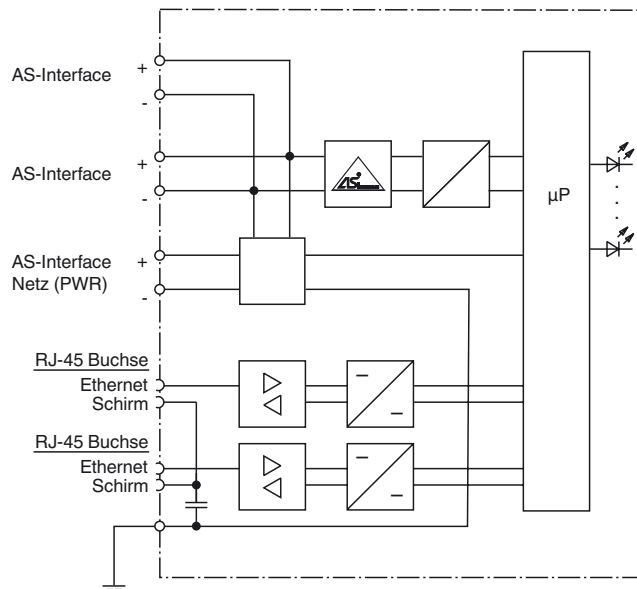 AS-Interface +
-
AS-Interface +
-
AS-Interface +
Netz (PWR)
-
RJ-45 Buchse
Ethernet
Schirm
RJ-45 Buchse
Ethernet
Schirm
µP